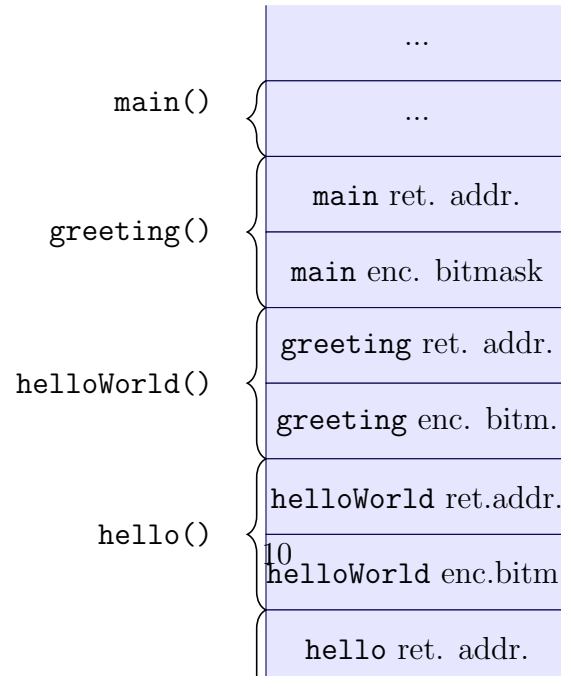 ...
main()
...
main ret. addr.
greeting()
main enc. bitmask
greeting ret. addr.
helloWorld()
greeting enc. bitm.
helloWorld ret.addr.
hello()
10
helloWorld enc.bitm
hello ret. addr.